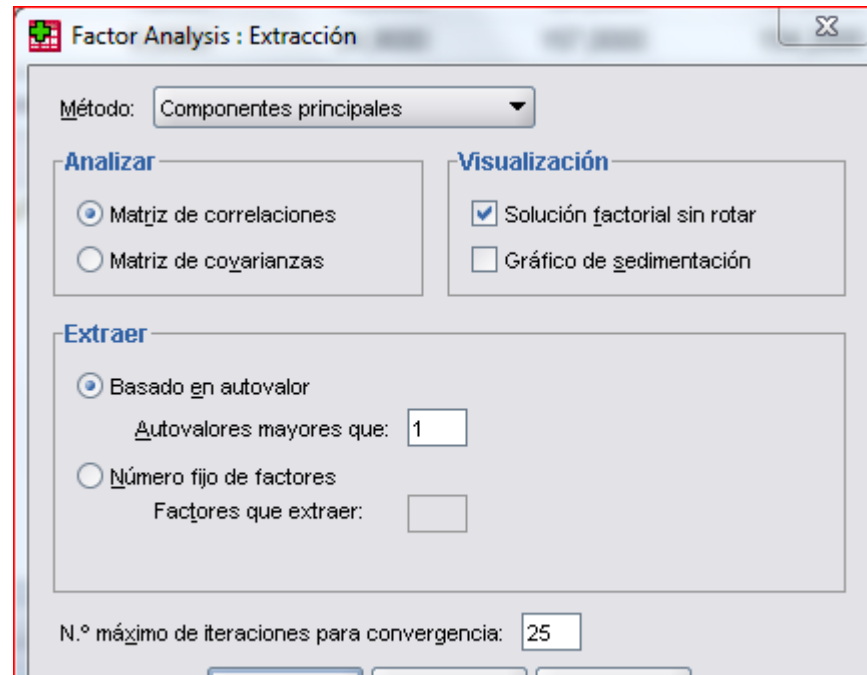 Factor Analysis : Extracción
Método: Componentes principales
Analizar
Matriz de correlaciones
Matriz de covarianzas
Visualización
Solución factorial sin rotar
Gráfico de sedimentación
Extraer
Basado en autovalor
Autovalores mayores que: 1
Número fijo de factores
Factores que extraer:
N.º máximo de iteraciones para convergencia: 25